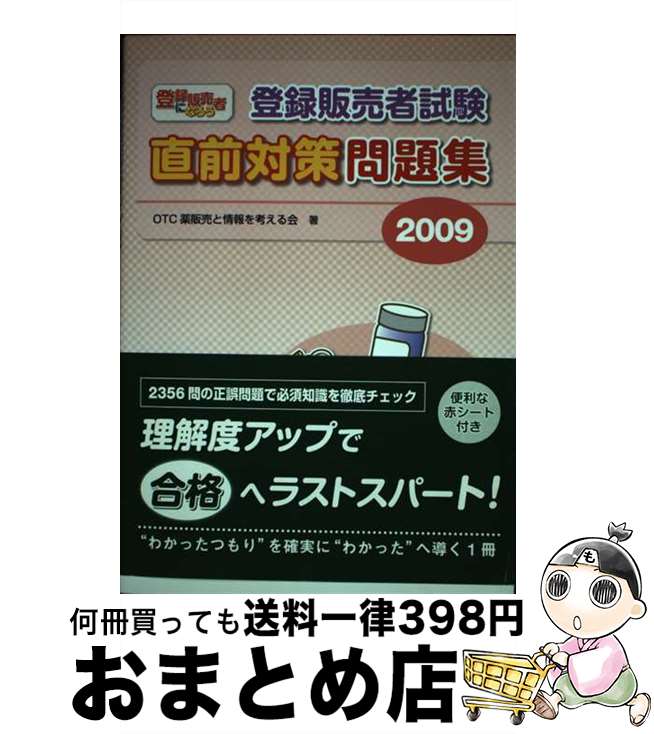 登録販売者
になろう
登録販売者試験
直前対策問題集
OTC薬販売と情報を考える会 著
2009
2356問の正誤問題で必須知識を徹底チェック
便利な
赤シート
付き
理解度アップで
合格へラストスパート!
“わかったつもり”を確実に“わかった”へ導く1冊
も
何冊買っても送料一律398円
おまとめ店